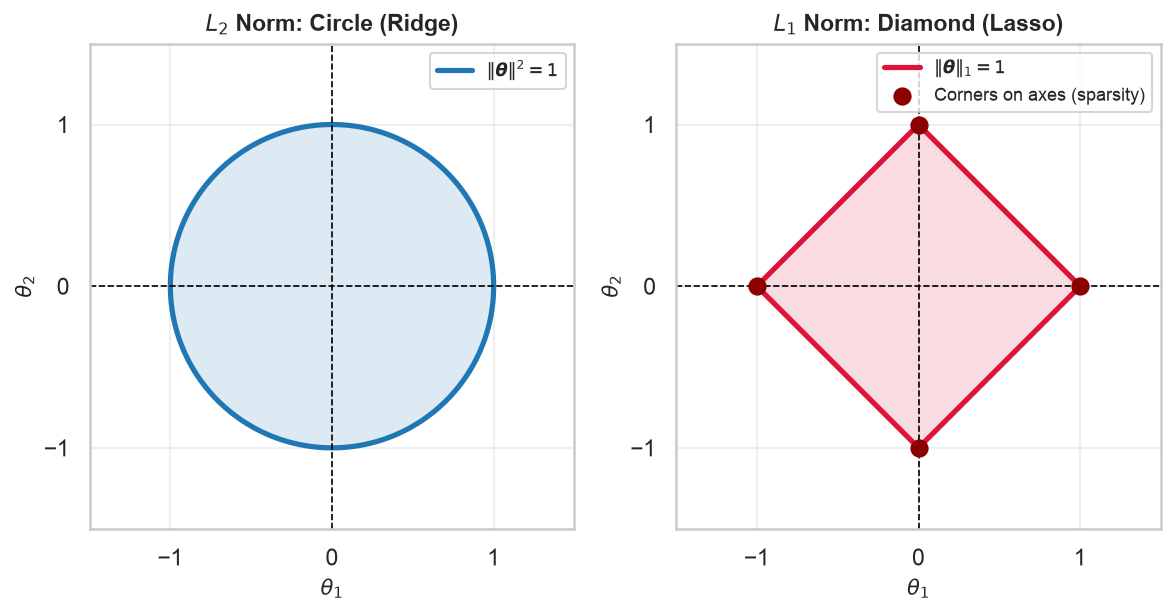 L₂ Norm: Circle (Ridge)
‖θ‖² = 1
1
0
−1
θ₂
−1 0 1
θ₁
L₁ Norm: Diamond (Lasso)
‖θ‖₁ = 1
Corners on axes (sparsity)
1
0
−1
θ₂
−1 0 1
θ₁